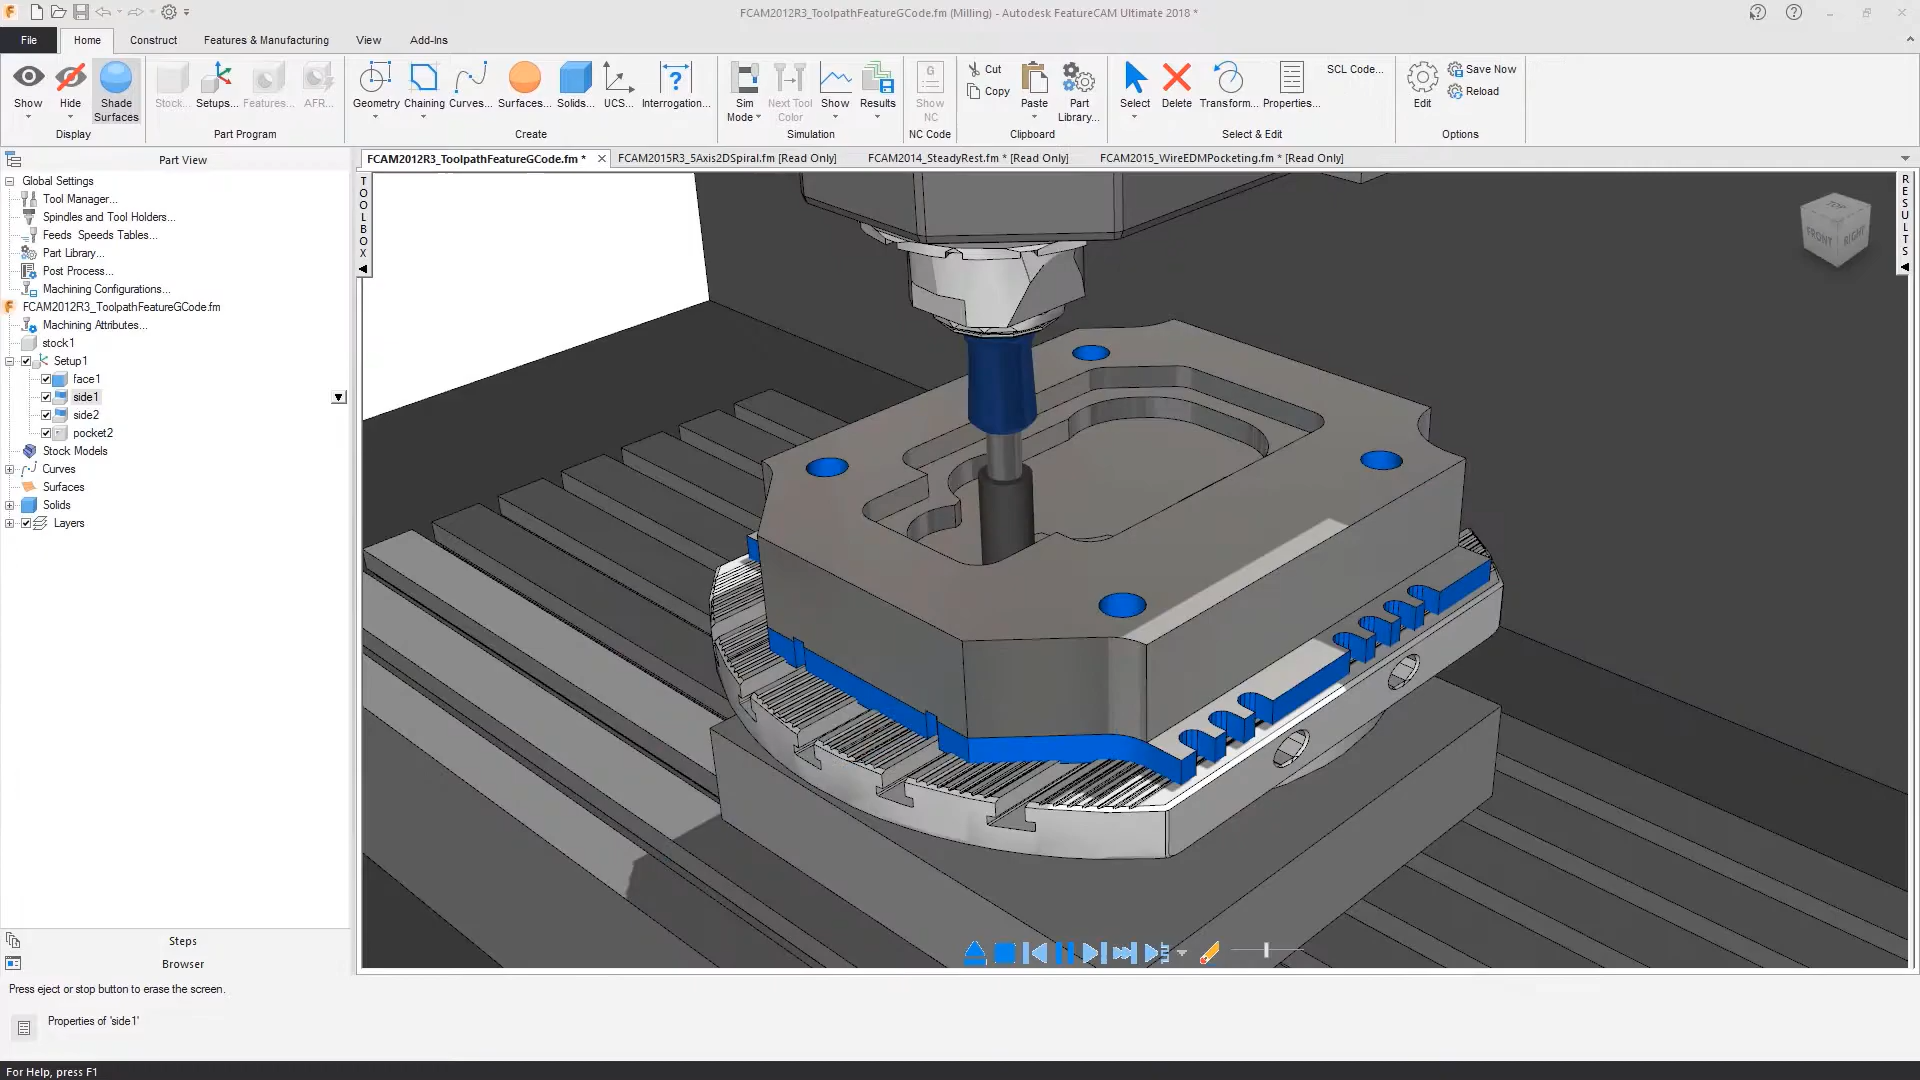 FCAM2012R3_ToolpathFeatureGCode.fm (Milling) - Autodesk FeatureCAM Ultimate 2018 *
File Home Construct Features & Manufacturing View Add-Ins
Show Hide Shade Surfaces
Display
Stock... Setups... Features... AFR...
Part Program
Geometry Chaining Curves... Surfaces... Solids... UCS... Interrogation...
Create
Sim Mode Next Tool Color Show Results
Simulation
G
Show NC
NC Code
Cut
Copy
Paste
Part Library...
Clipboard
Select Delete Transform... Properties... SCL Code...
Select & Edit
Edit
Save Now
Reload
Options
Part View
FCAM2012R3_ToolpathFeatureGCode.fm * FCAM2015R3_5Axis2DSpiral.fm [Read Only] FCAM2014_SteadyRest.fm * [Read Only] FCAM2015_WireEDMPocketing.fm * [Read Only]
Global Settings
Tool Manager...
Spindles and Tool Holders...
Feeds Speeds Tables...
Part Library...
Post Process...
Machining Configurations...
FCAM2012R3_ToolpathFeatureGCode.fm
Machining Attributes...
stock1
Setup1
face1
side1
side2
pocket2
Stock Models
Curves
Surfaces
Solids
Layers
TOOLBOX
RESULTS
TOP
FRONT RIGHT
Steps
Browser
Press eject or stop button to erase the screen.
Properties of 'side1'
For Help, press F1